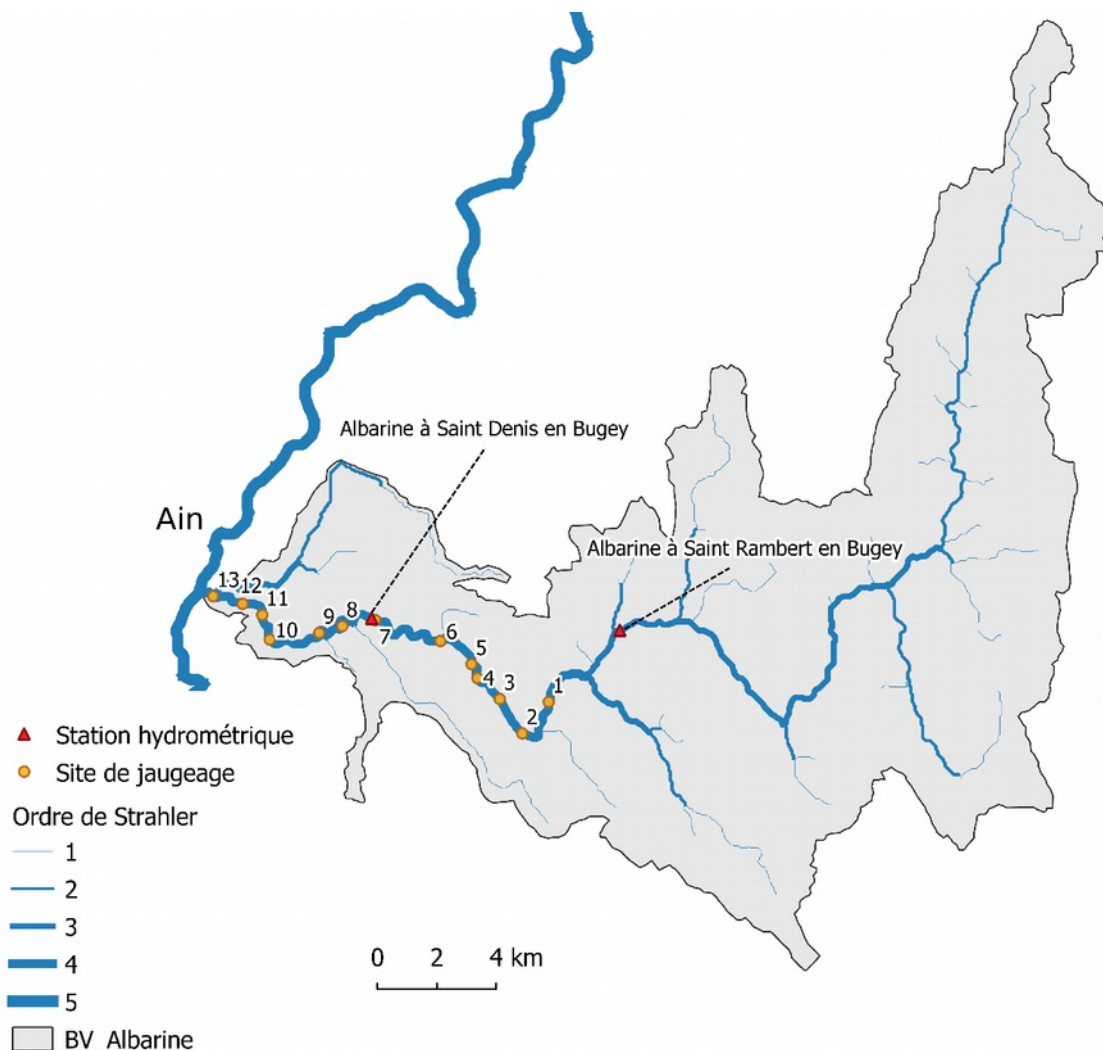 Albarine à Saint Denis en Bugey
Ain
Albarine à Saint Rambert en Bugey
13
12
11
10
9
8
7
6
5
4
3
2
1
Station hydrométrique
Site de jaugeage
Ordre de Strahler
1
2
3
4
5
BV Albarine
0 2 4 km